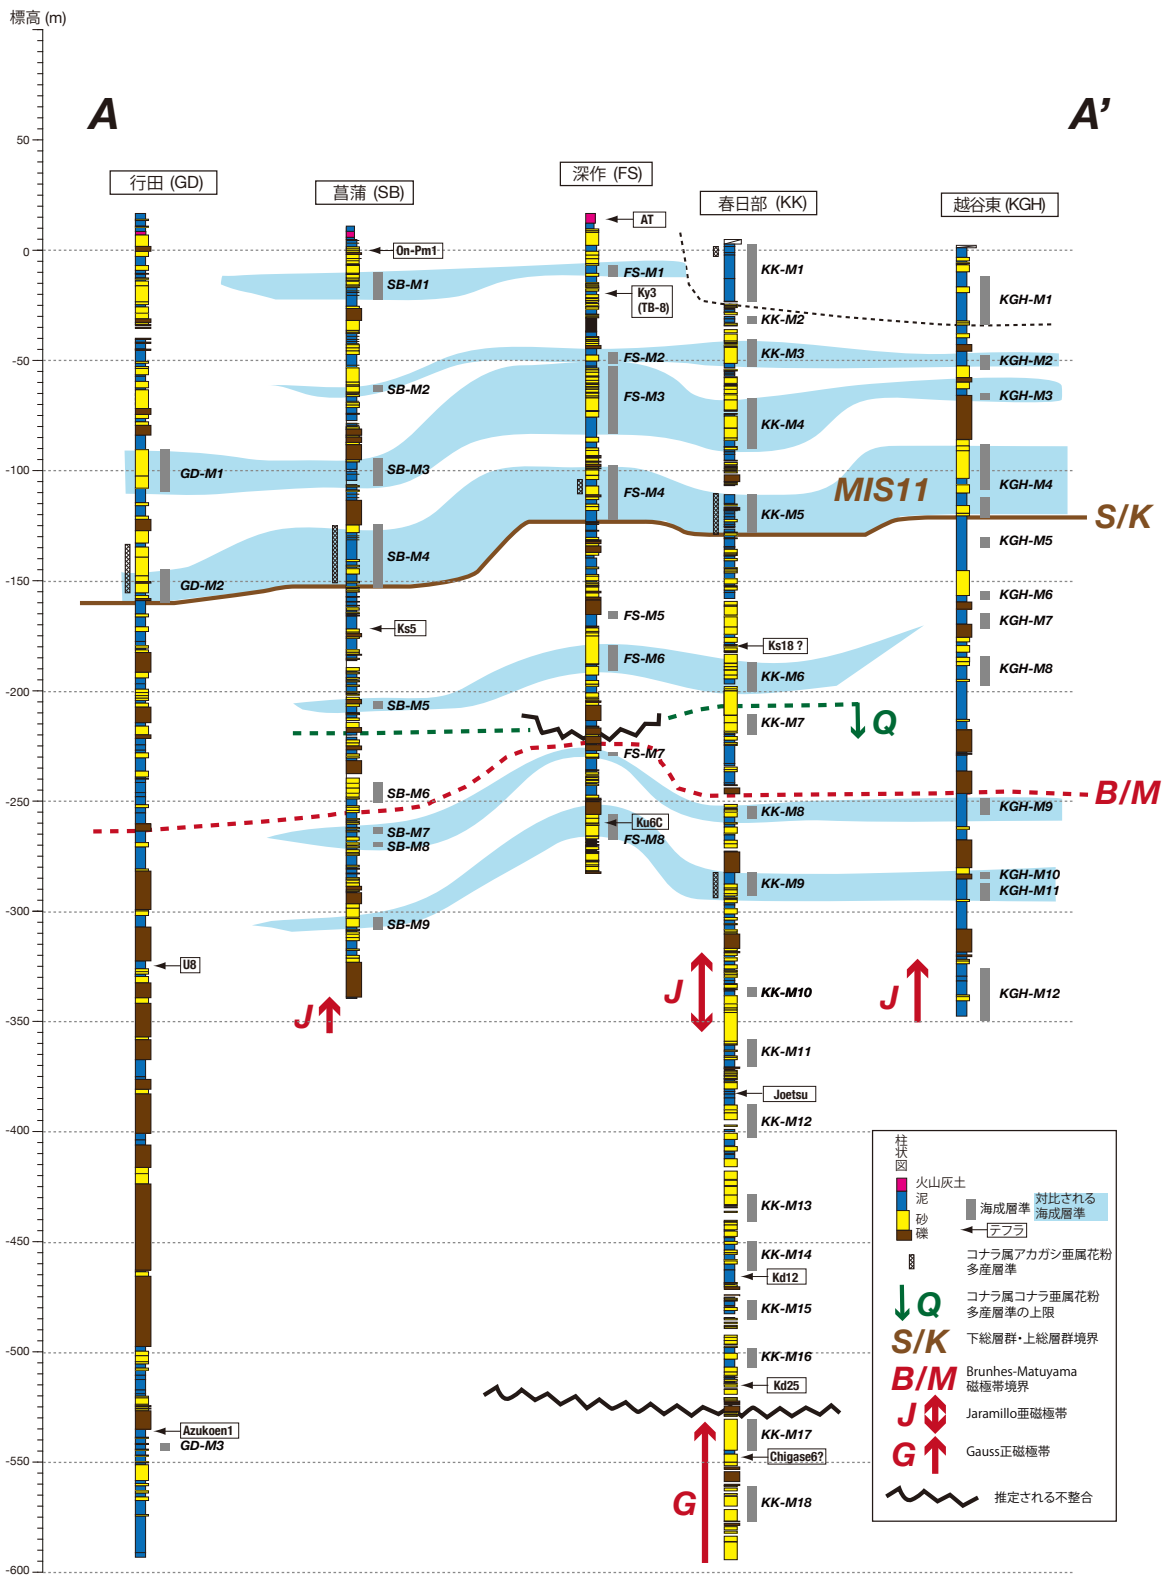 標高 (m)
A
A'
50
0
-50
-100
-150
-200
-250
-300
-350
-400
-450
-500
-550
-600
行田 (GD)
菖蒲 (SB)
深作 (FS)
春日部 (KK)
越谷東 (KGH)
GD-M1
GD-M2
U8
Azukoen1
GD-M3
On-Pm1
SB-M1
SB-M2
SB-M3
SB-M4
Ks5
SB-M5
SB-M6
SB-M7
SB-M8
SB-M9
J
AT
FS-M1
Ky3
(TB-8)
FS-M2
FS-M3
FS-M4
FS-M5
FS-M6
FS-M7
Ku6C
FS-M8
KK-M1
KK-M2
KK-M3
KK-M4
KK-M5
Ks18 ?
KK-M6
KK-M7
KK-M8
KK-M9
J
KK-M10
KK-M11
Joetsu
KK-M12
KK-M13
KK-M14
Kd12
KK-M15
KK-M16
Kd25
KK-M17
Chigase6?
G
KK-M18
KGH-M1
KGH-M2
KGH-M3
KGH-M4
MIS11
S/K
KGH-M5
KGH-M6
KGH-M7
KGH-M8
Q
B/M
KGH-M9
KGH-M10
KGH-M11
J
KGH-M12
柱状図
火山灰土
泥
砂
礫
海成層準
対比される
海成層準
テフラ
コナラ属アカガシ亜属花粉
多産層準
Q
コナラ属コナラ亜属花粉
多産層準の上限
S/K
下総層群・上総層群境界
B/M
Brunhes-Matuyama
磁極帯境界
J
Jaramillo亜磁極帯
G
Gauss正磁極帯
推定される不整合